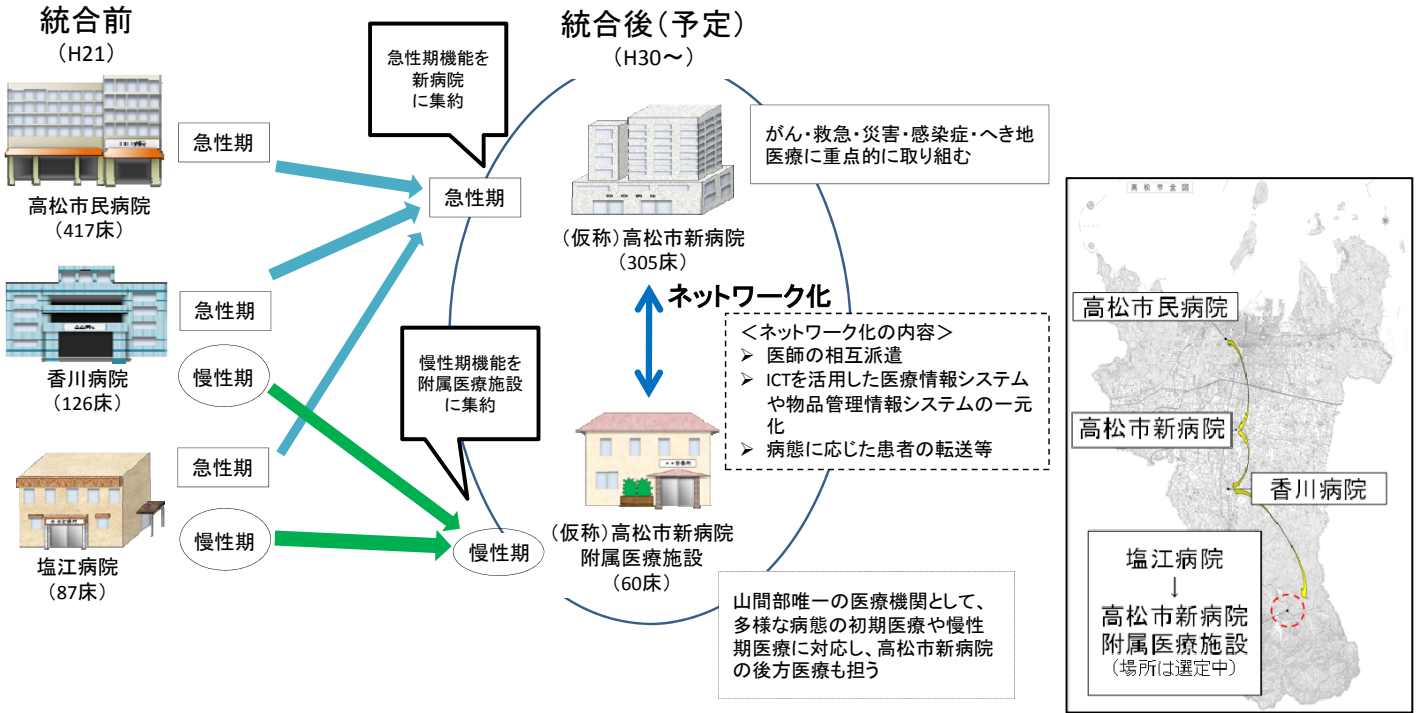 統合前
（H21）
高松市民病院
（417床）
急性期
香川病院
（126床）
急性期
慢性期
塩江病院
（87床）
急性期
慢性期
急性期機能を
新病院
に集約
急性期
慢性期機能を
附属医療施設
に集約
慢性期
統合後（予定）
（H30～）
（仮称）高松市新病院
（305床）
ネットワーク化
（仮称）高松市新病院
附属医療施設
（60床）
がん・救急・災害・感染症・へき地
医療に重点的に取り組む
＜ネットワーク化の内容＞
➢ 医師の相互派遣
➢ ICTを活用した医療情報システム
や物品管理情報システムの一元
化
➢ 病態に応じた患者の転送等
山間部唯一の医療機関として、
多様な病態の初期医療や慢性
期医療に対応し、高松市新病院
の後方医療も担う
高松市全図
高松市民病院
高松市新病院
香川病院
塩江病院
↓
高松市新病院
附属医療施設
（場所は選定中）